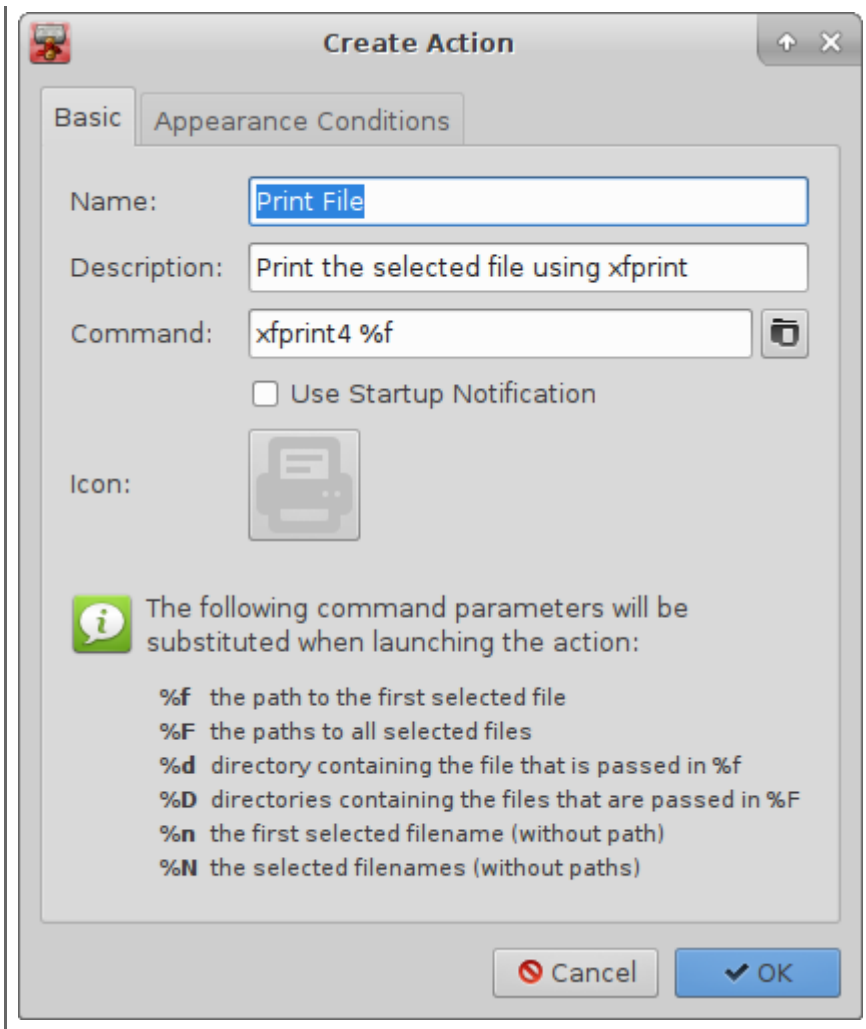 Create Action
Basic
Appearance Conditions
Name:
Print File
Description:
Print the selected file using xfprint
Command:
xfprint4 %f
Use Startup Notification
Icon:
The following command parameters will be
substituted when launching the action:
%f the path to the first selected file
%F the paths to all selected files
%d directory containing the file that is passed in %f
%D directories containing the files that are passed in %F
%n the first selected filename (without path)
%N the selected filenames (without paths)
Cancel
OK